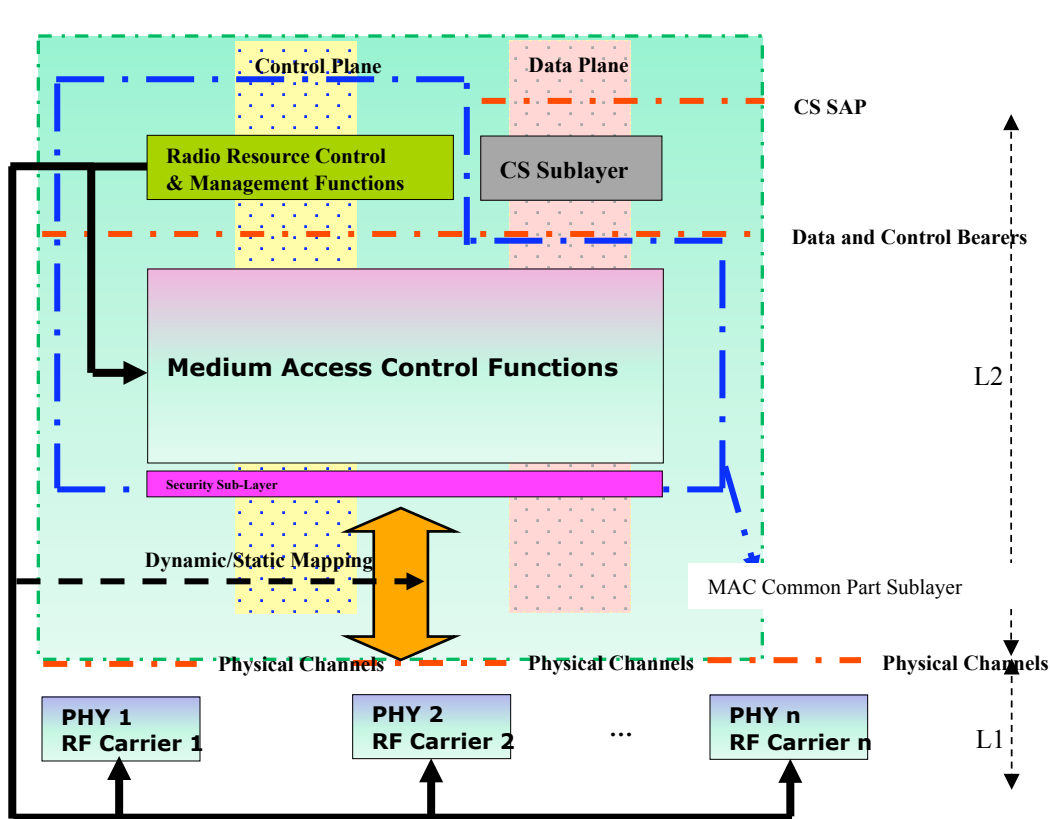 Control Plane
Data Plane
CS SAP
Radio Resource Control
& Management Functions
CS Sublayer
Data and Control Bearers
Medium Access Control Functions
L2
Security Sub-Layer
Dynamic/Static Mapping
MAC Common Part Sublayer
Physical Channels
Physical Channels
Physical Channels
PHY 1
RF Carrier 1
PHY 2
RF Carrier 2
...
PHY n
RF Carrier n
L1